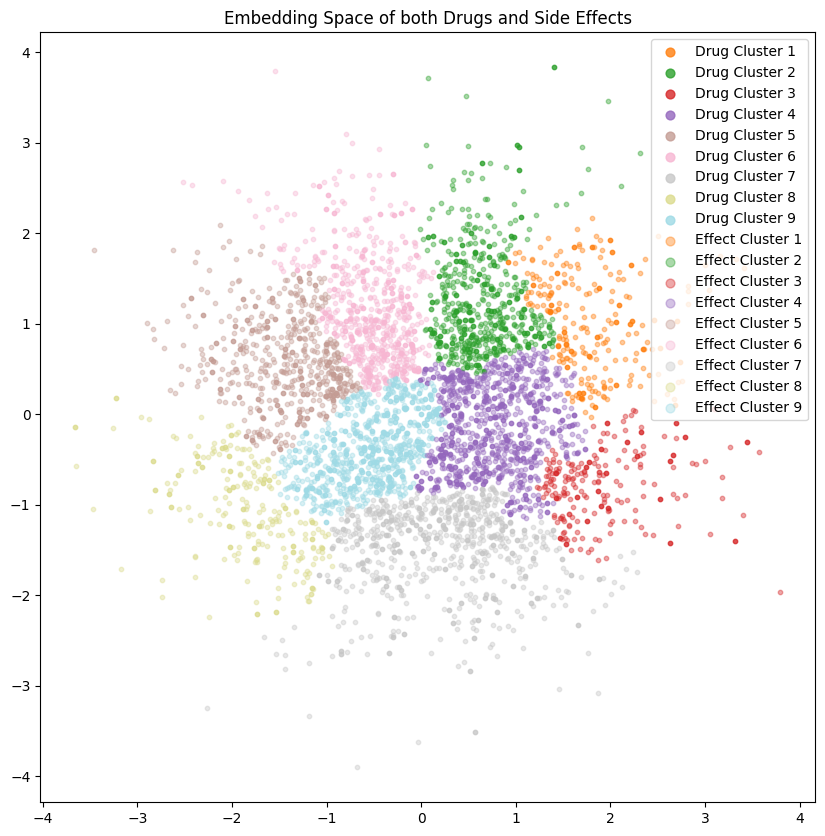 Embedding Space of both Drugs and Side Effects
4
3
2
1
0
−1
−2
−3
−4
−4
−3
−2
−1
0
1
2
3
4
Drug Cluster 1
Drug Cluster 2
Drug Cluster 3
Drug Cluster 4
Drug Cluster 5
Drug Cluster 6
Drug Cluster 7
Drug Cluster 8
Drug Cluster 9
Effect Cluster 1
Effect Cluster 2
Effect Cluster 3
Effect Cluster 4
Effect Cluster 5
Effect Cluster 6
Effect Cluster 7
Effect Cluster 8
Effect Cluster 9